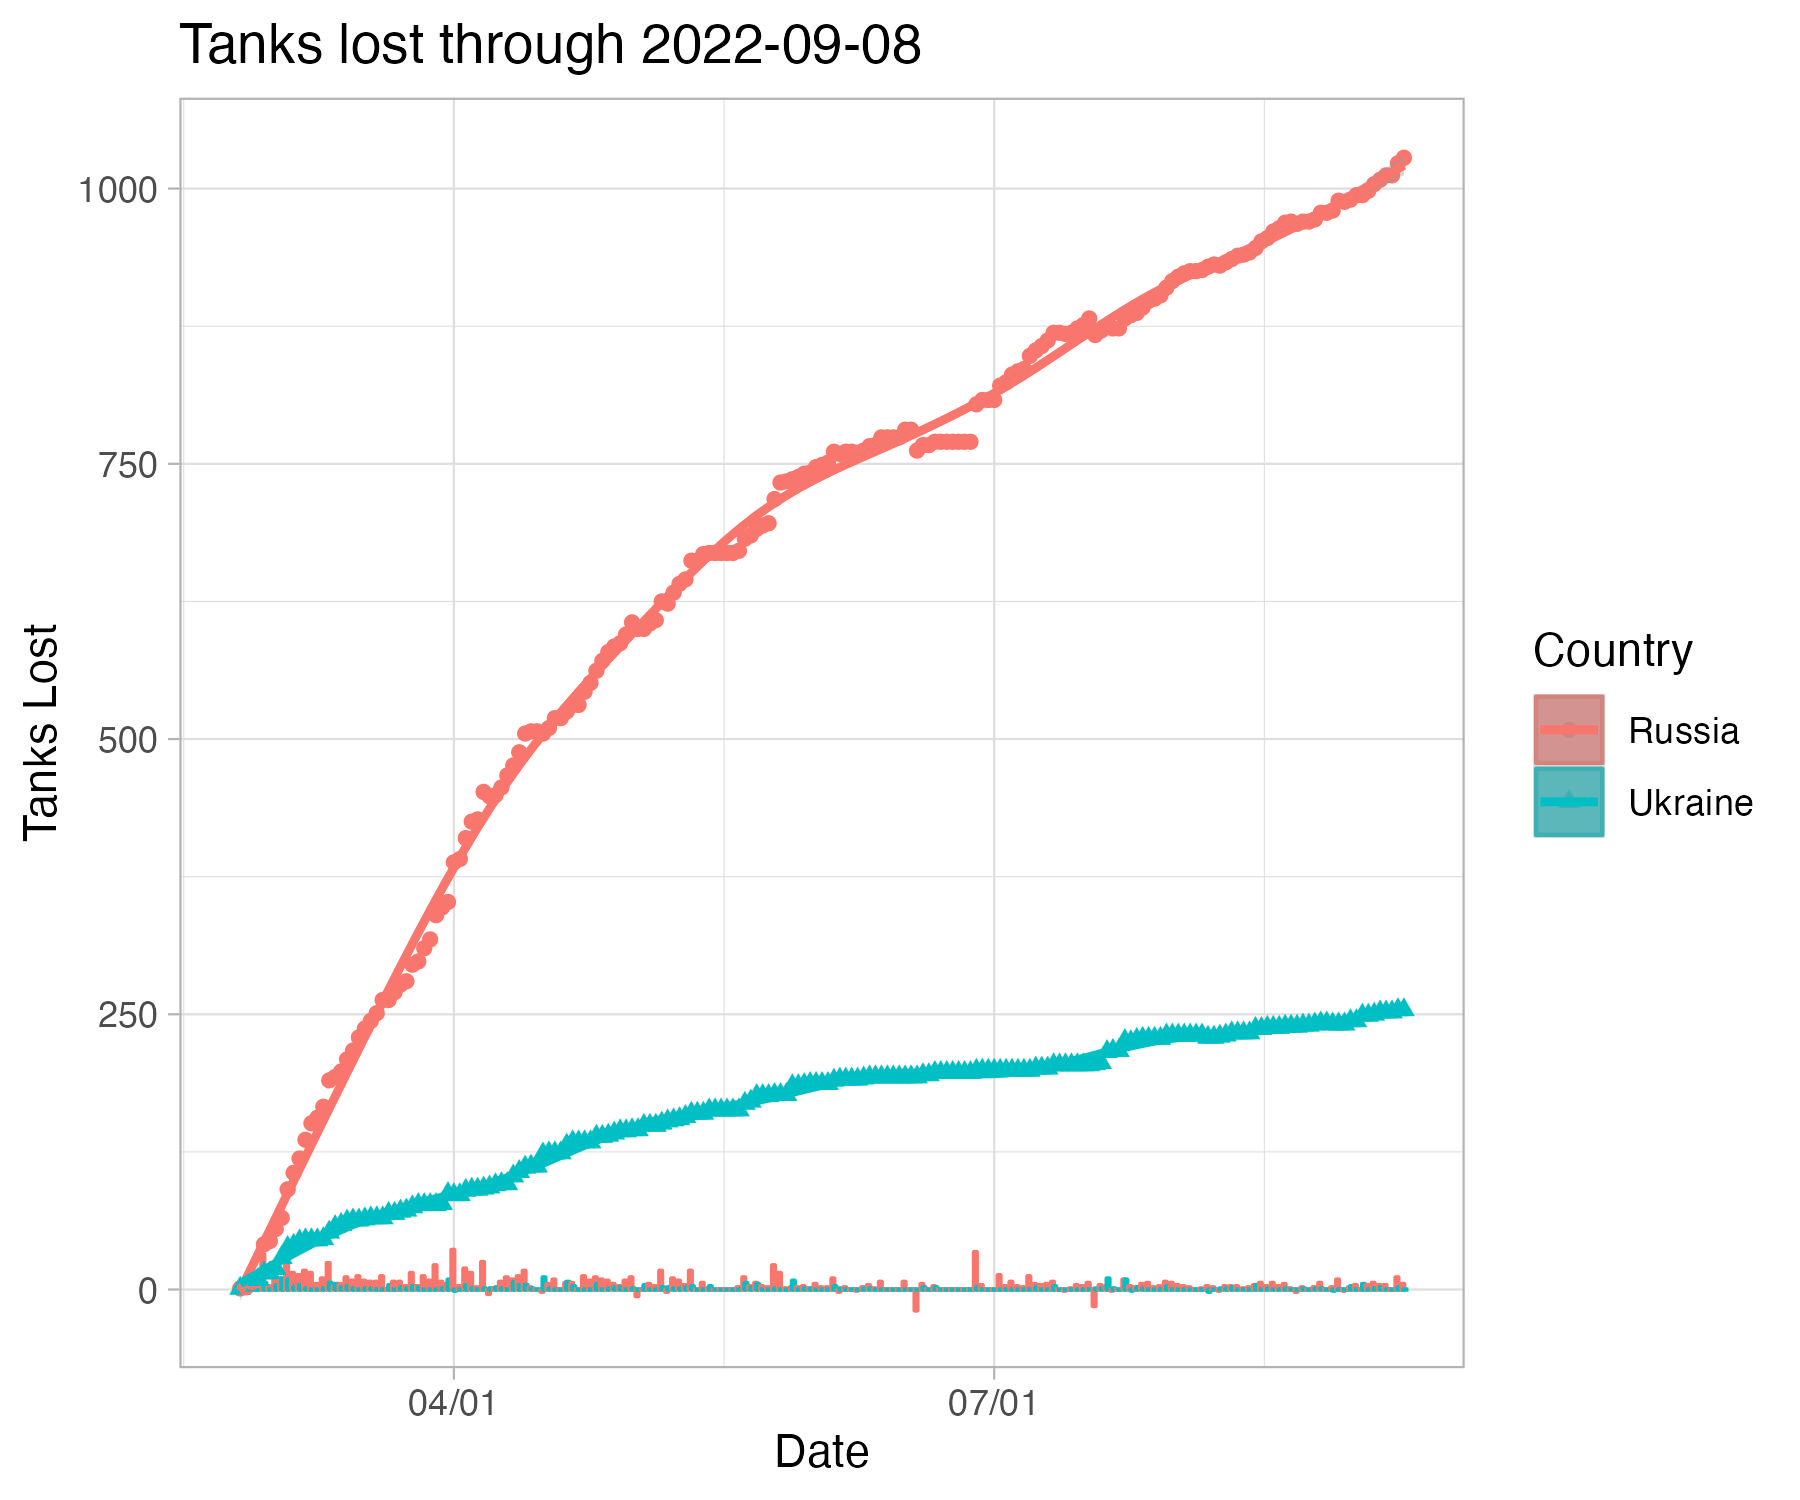 Tanks lost through 2022-09-08
1000
750
500
250
0
Tanks Lost
04/01
07/01
Date
Country
Russia
Ukraine